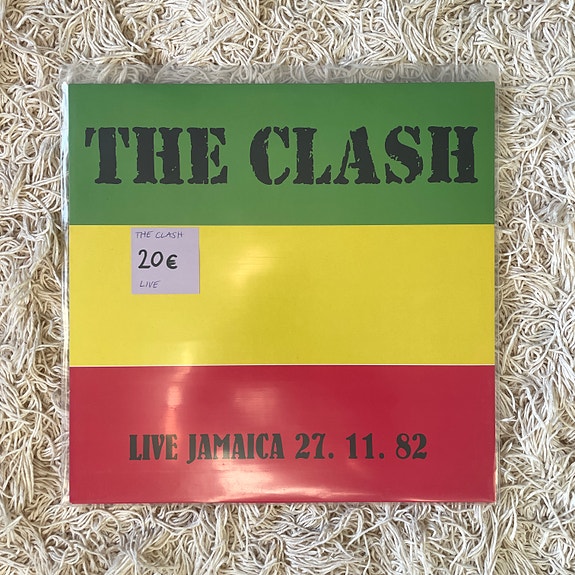 THE CLASH
THE CLASH
20€
LIVE
LIVE JAMAICA 27. 11. 82